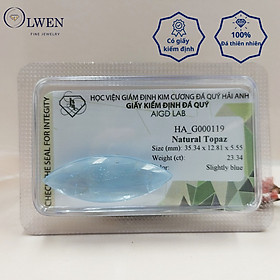 OLWEN
FINE JEWELRY
Có giấy
kiểm định
100%
Đá thiên nhiên
HỌC VIỆN GIÁM ĐỊNH KIM CƯƠNG ĐÁ QUÝ HẢI ANH
GIẤY KIỂM ĐỊNH ĐÁ QUÝ
AIGD LAB
HA_G000119
Natural Topaz
Size (mm): 35.34 x 12.81 x 5.55
Weight (ct): 23.34
Slightly blue
CHECK THE SEAL FOR INTEGRITY